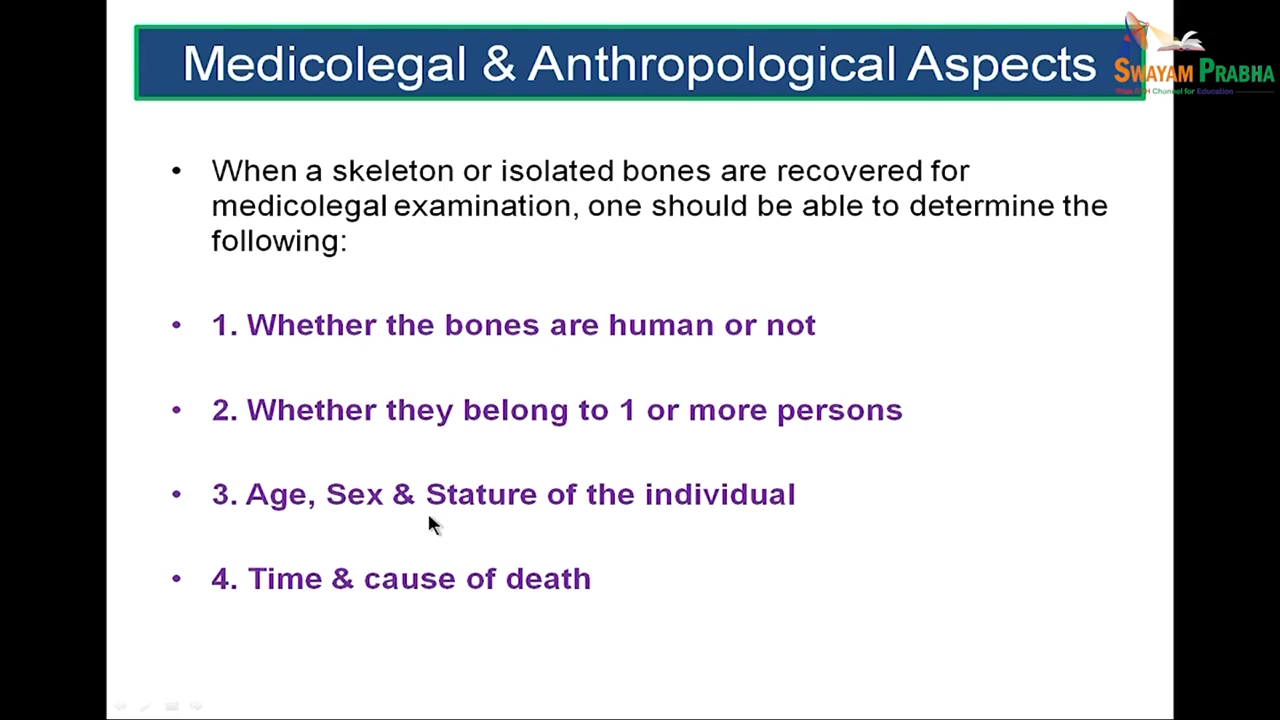 Medicolegal & Anthropological Aspects
SWAYAM PRABHA
• When a skeleton or isolated bones are recovered for
medicolegal examination, one should be able to determine the
following:
• 1. Whether the bones are human or not
• 2. Whether they belong to 1 or more persons
• 3. Age, Sex & Stature of the individual
• 4. Time & cause of death